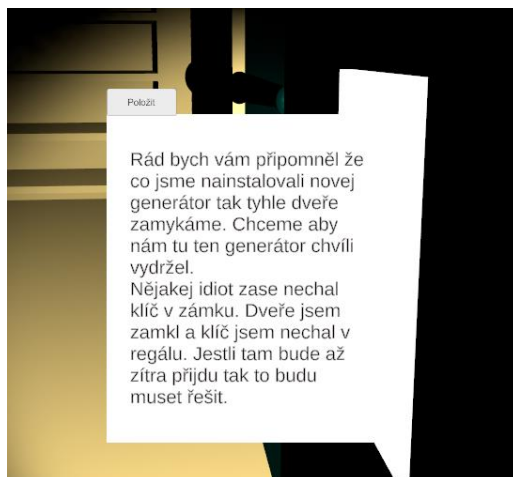 Položit
Rád bych vám připomněl že
co jsme nainstalovali novej
generátor tak tyhle dveře
zamykáme. Chceme aby
nám tu ten generátor chvíli
vydržel.
Nějakej idiot zase nechal
klíč v zámku. Dveře jsem
zamkl a klíč jsem nechal v
regálu. Jestli tam bude až
zítra přijdu tak to budu
muset řešit.